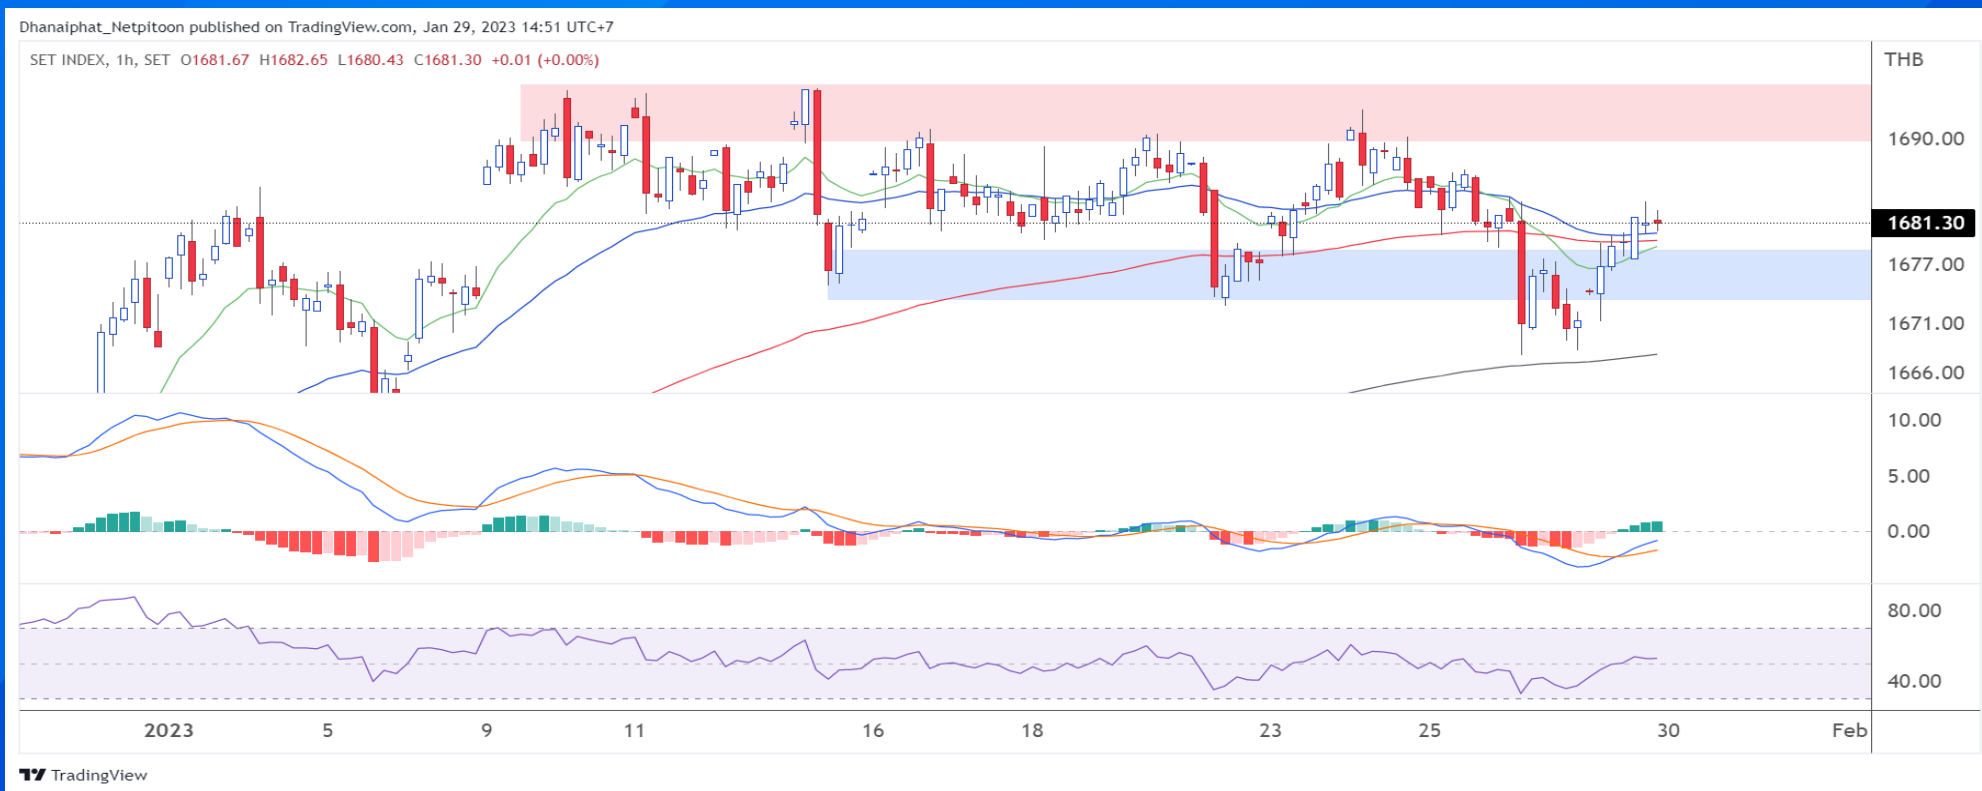 Dhanaiphat_Netpitoon published on TradingView.com, Jan 29, 2023 14:51 UTC+7
SET INDEX, 1h, SET O1681.67 H1682.65 L1680.43 C1681.30 +0.01 (+0.00%)
THB
1690.00
1681.30
1677.00
1671.00
1666.00
10.00
5.00
0.00
80.00
40.00
2023 5 9 11 16 18 23 25 30 Feb
TradingView